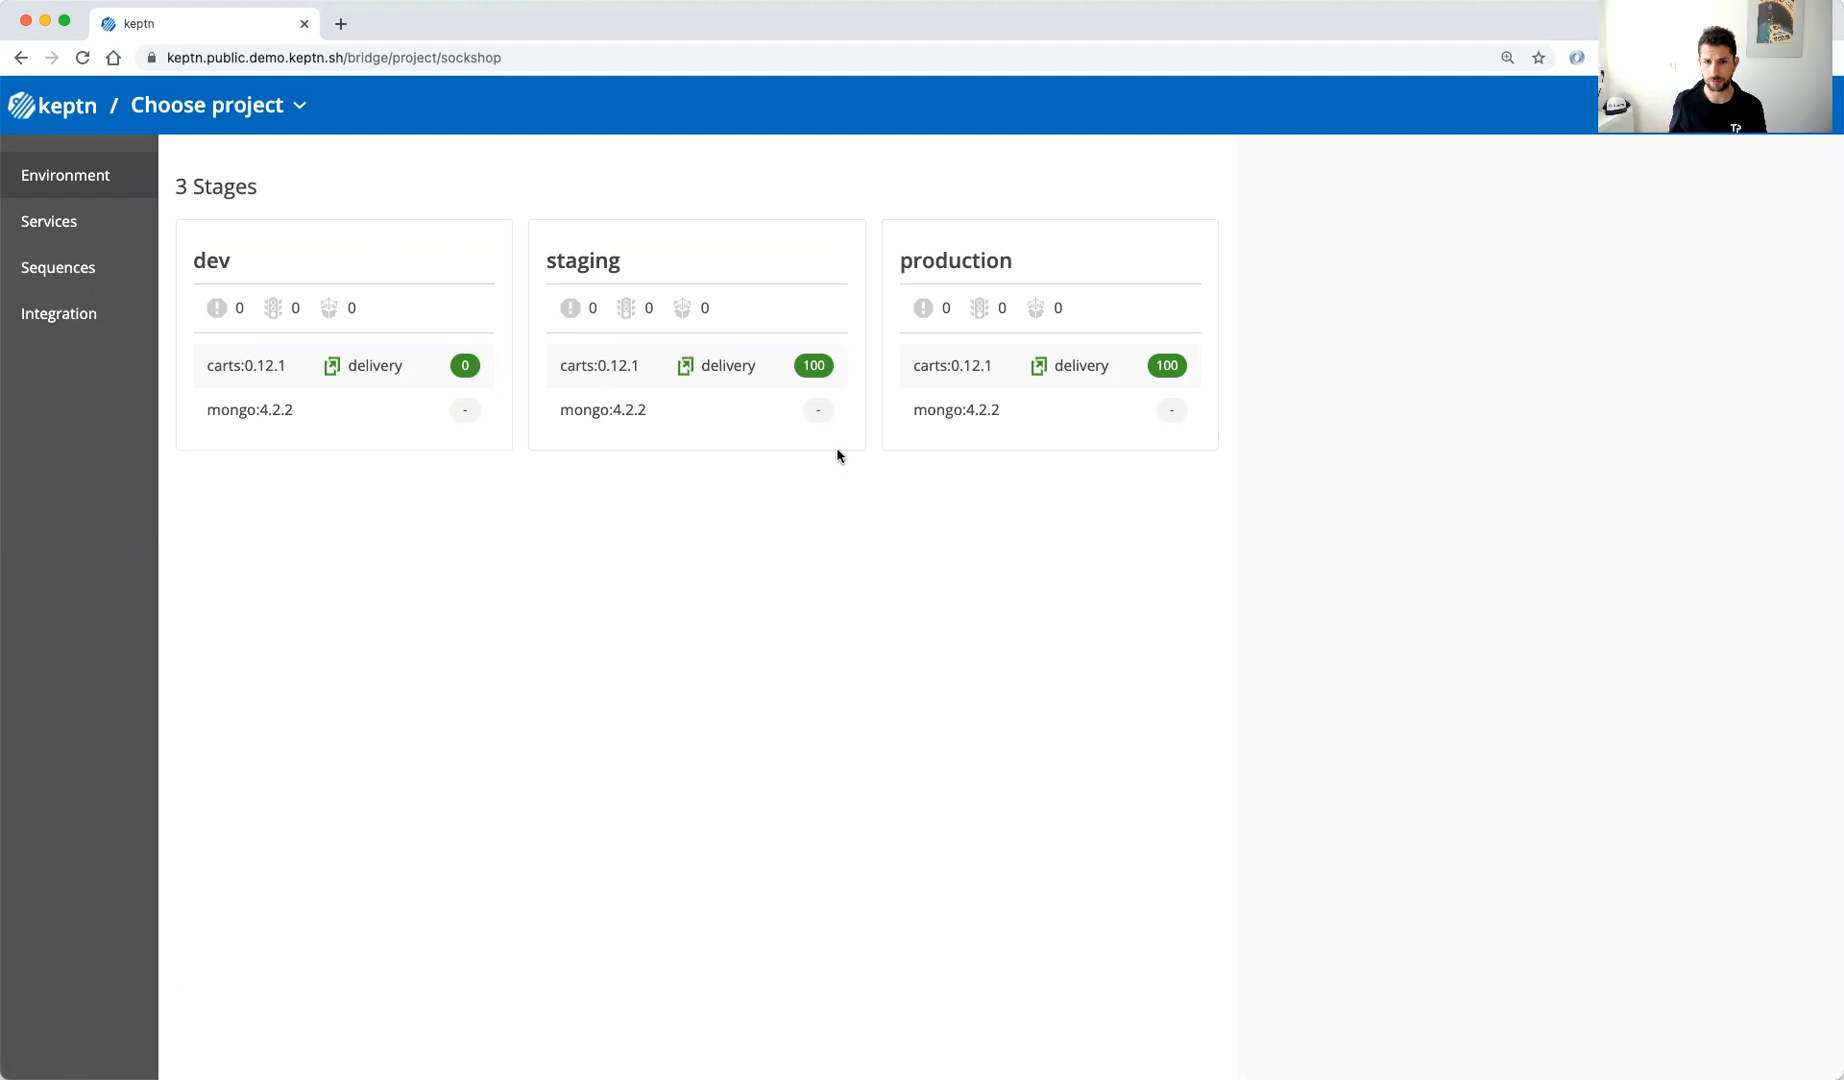 keptn
keptn.public.demo.keptn.sh/bridge/project/sockshop
keptn / Choose project
Environment
Services
Sequences
Integration
3 Stages
dev
0 0 0
carts:0.12.1 delivery 0
mongo:4.2.2 -
staging
0 0 0
carts:0.12.1 delivery 100
mongo:4.2.2 -
production
0 0 0
carts:0.12.1 delivery 100
mongo:4.2.2 -